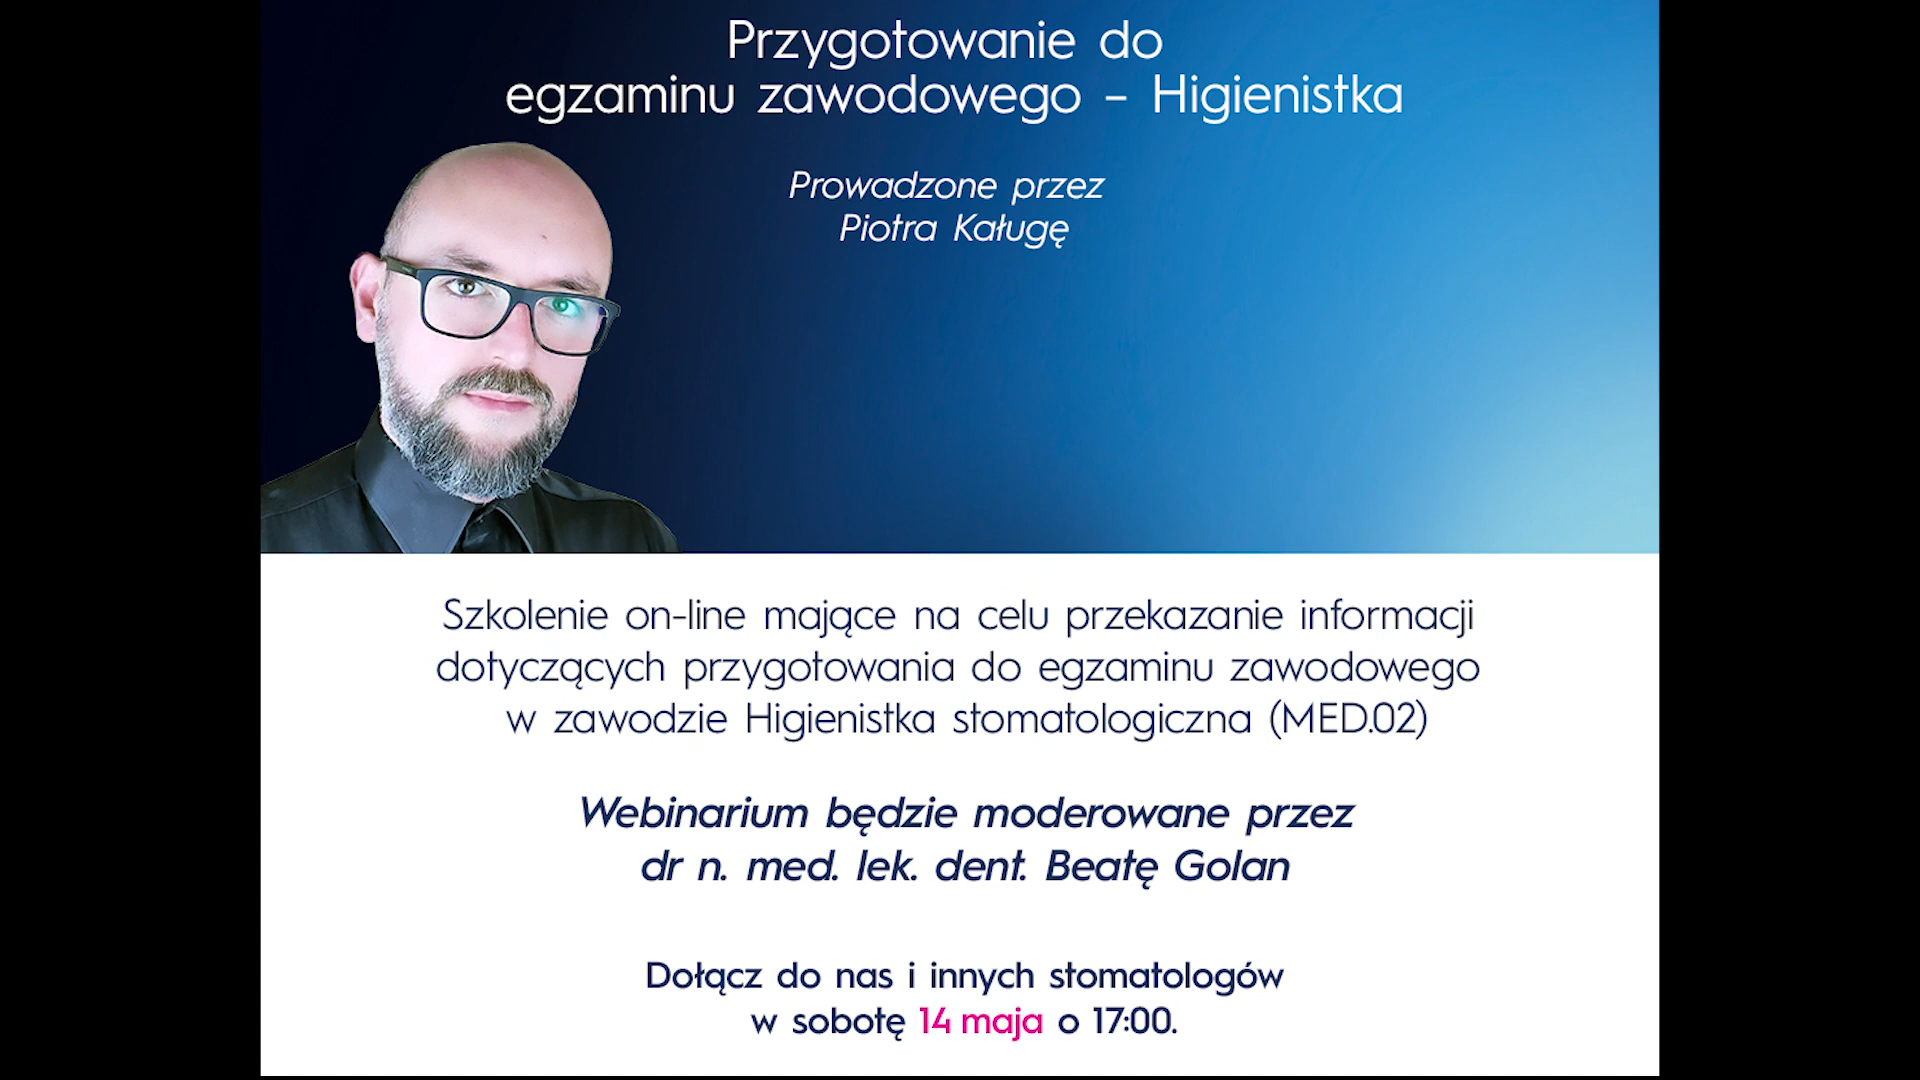 Przygotowanie do
egzaminu zawodowego – Higienistka
Prowadzone przez
Piotra Kaługę
Szkolenie on-line mające na celu przekazanie informacji
dotyczących przygotowania do egzaminu zawodowego
w zawodzie Higienistka stomatologiczna (MED.02)
Webinarium będzie moderowane przez
dr n. med. lek. dent. Beatę Golan
Dołącz do nas i innych stomatologów
w sobotę 14 maja o 17:00.